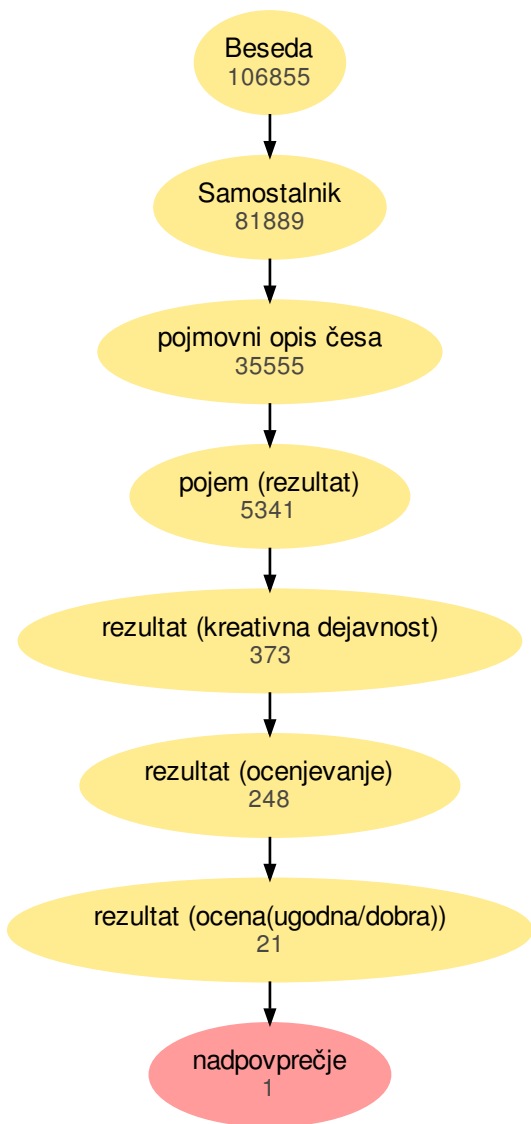 Beseda
106855
Samostalnik
81889
pojmovni opis česa
35555
pojem (rezultat)
5341
rezultat (kreativna dejavnost)
373
rezultat (ocenjevanje)
248
rezultat (ocena(ugodna/dobra))
21
nadpovprečje
1